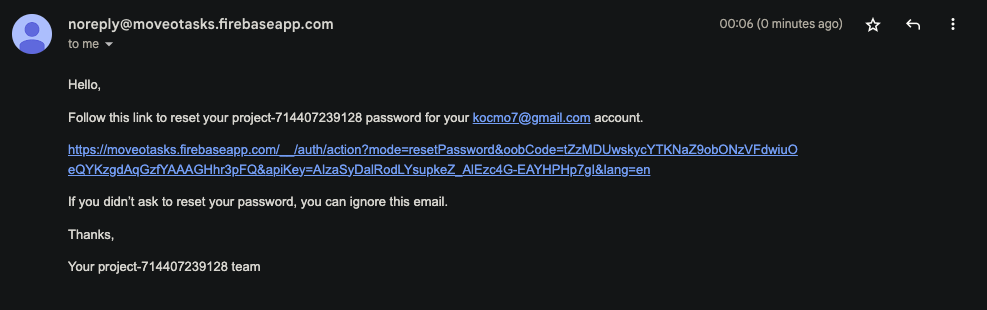 noreply@moveotasks.firebaseapp.com
00:06 (0 minutes ago)
to me
Hello,
Follow this link to reset your project-714407239128 password for your kocmo7@gmail.com account.
https://moveotasks.firebaseapp.com/__/auth/action?mode=resetPassword&oobCode=tZzMDUwskycYTKNaZ9obONzVFdwiuO
eQYKzgdAqGzfYAAAGHhr3pFQ&apiKey=AIzaSyDalRodLYsupkeZ_AlEzc4G-EAYHPHp7gI&lang=en
If you didn’t ask to reset your password, you can ignore this email.
Thanks,
Your project-714407239128 team